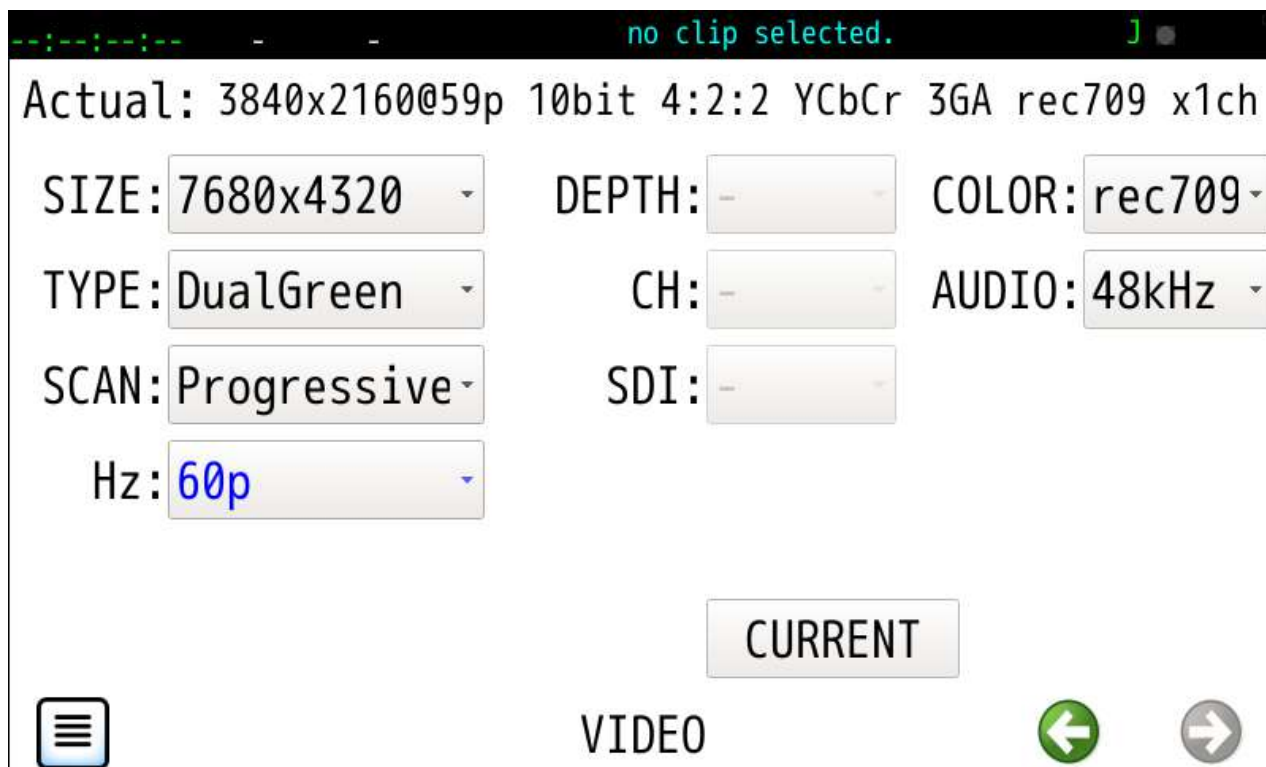 --:--:--:-- - - no clip selected. J
Actual: 3840x2160@59p 10bit 4:2:2 YCbCr 3GA rec709 x1ch
SIZE: 7680x4320 DEPTH: - COLOR: rec709
TYPE: DualGreen CH: - AUDIO: 48kHz
SCAN: Progressive SDI: -
Hz: 60p
CURRENT
VIDEO